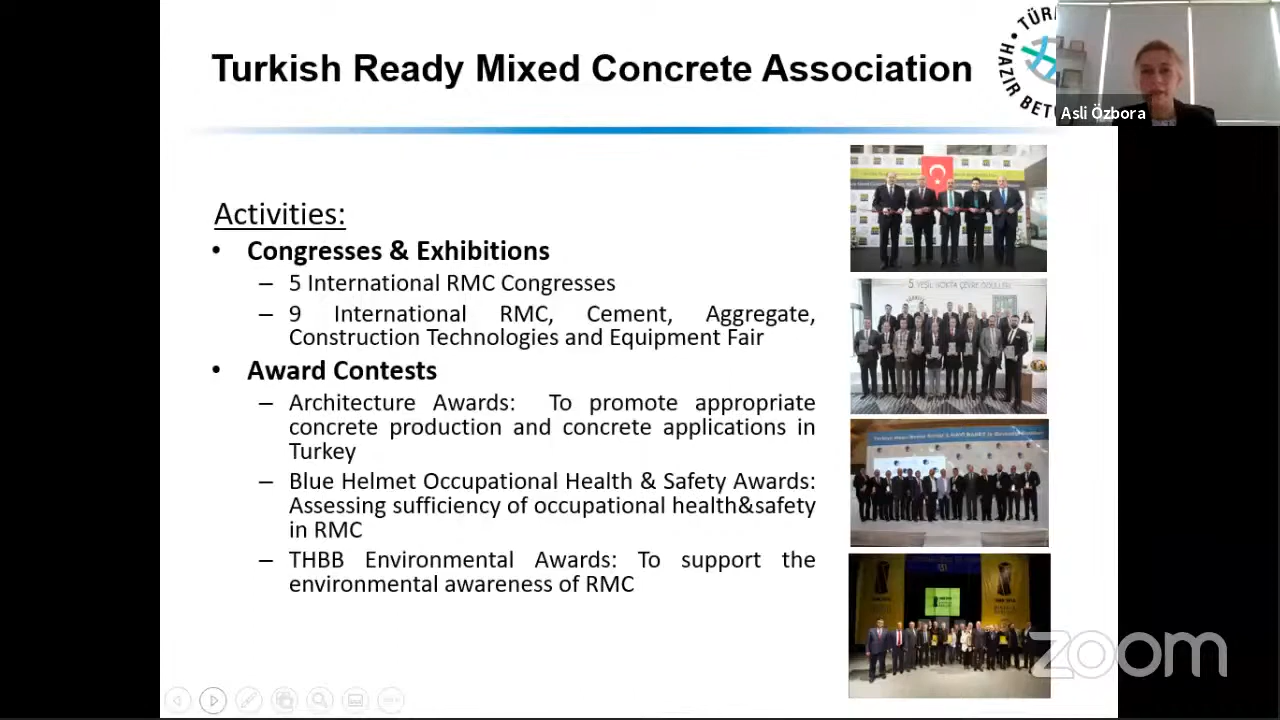 Turkish Ready Mixed Concrete Association
HAZIR
Asli Özbora
Activities:
• Congresses & Exhibitions
– 5 International RMC Congresses
– 9 International RMC, Cement, Aggregate,
Construction Technologies and Equipment Fair
• Award Contests
– Architecture Awards: To promote appropriate
concrete production and concrete applications in
Turkey
– Blue Helmet Occupational Health & Safety Awards:
Assessing sufficiency of occupational health&safety
in RMC
– THBB Environmental Awards: To support the
environmental awareness of RMC
zoom